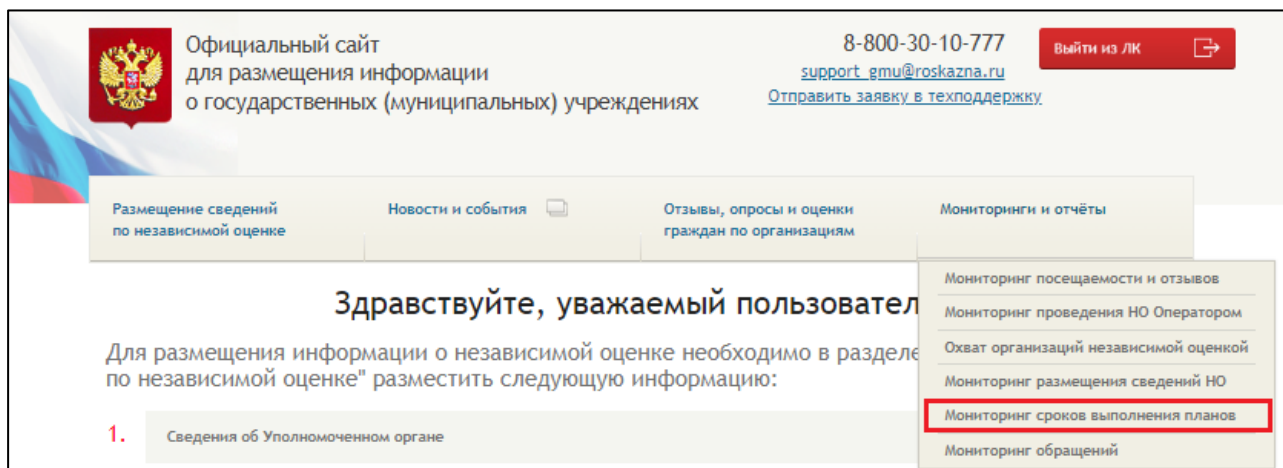 Официальный сайт
для размещения информации
о государственных (муниципальных) учреждениях
8-800-30-10-777
support_gmu@roskazna.ru
Отправить заявку в техподдержку
Выйти из ЛК
Размещение сведений
по независимой оценке
Новости и события
Отзывы, опросы и оценки
граждан по организациям
Мониторинги и отчёты
Мониторинг посещаемости и отзывов
Мониторинг проведения НО Оператором
Охват организаций независимой оценкой
Мониторинг размещения сведений НО
Мониторинг сроков выполнения планов
Мониторинг обращений
Здравствуйте, уважаемый пользовател
Для размещения информации о независимой оценке необходимо в разделе
по независимой оценке" разместить следующую информацию:
1. Сведения об Уполномоченном органе